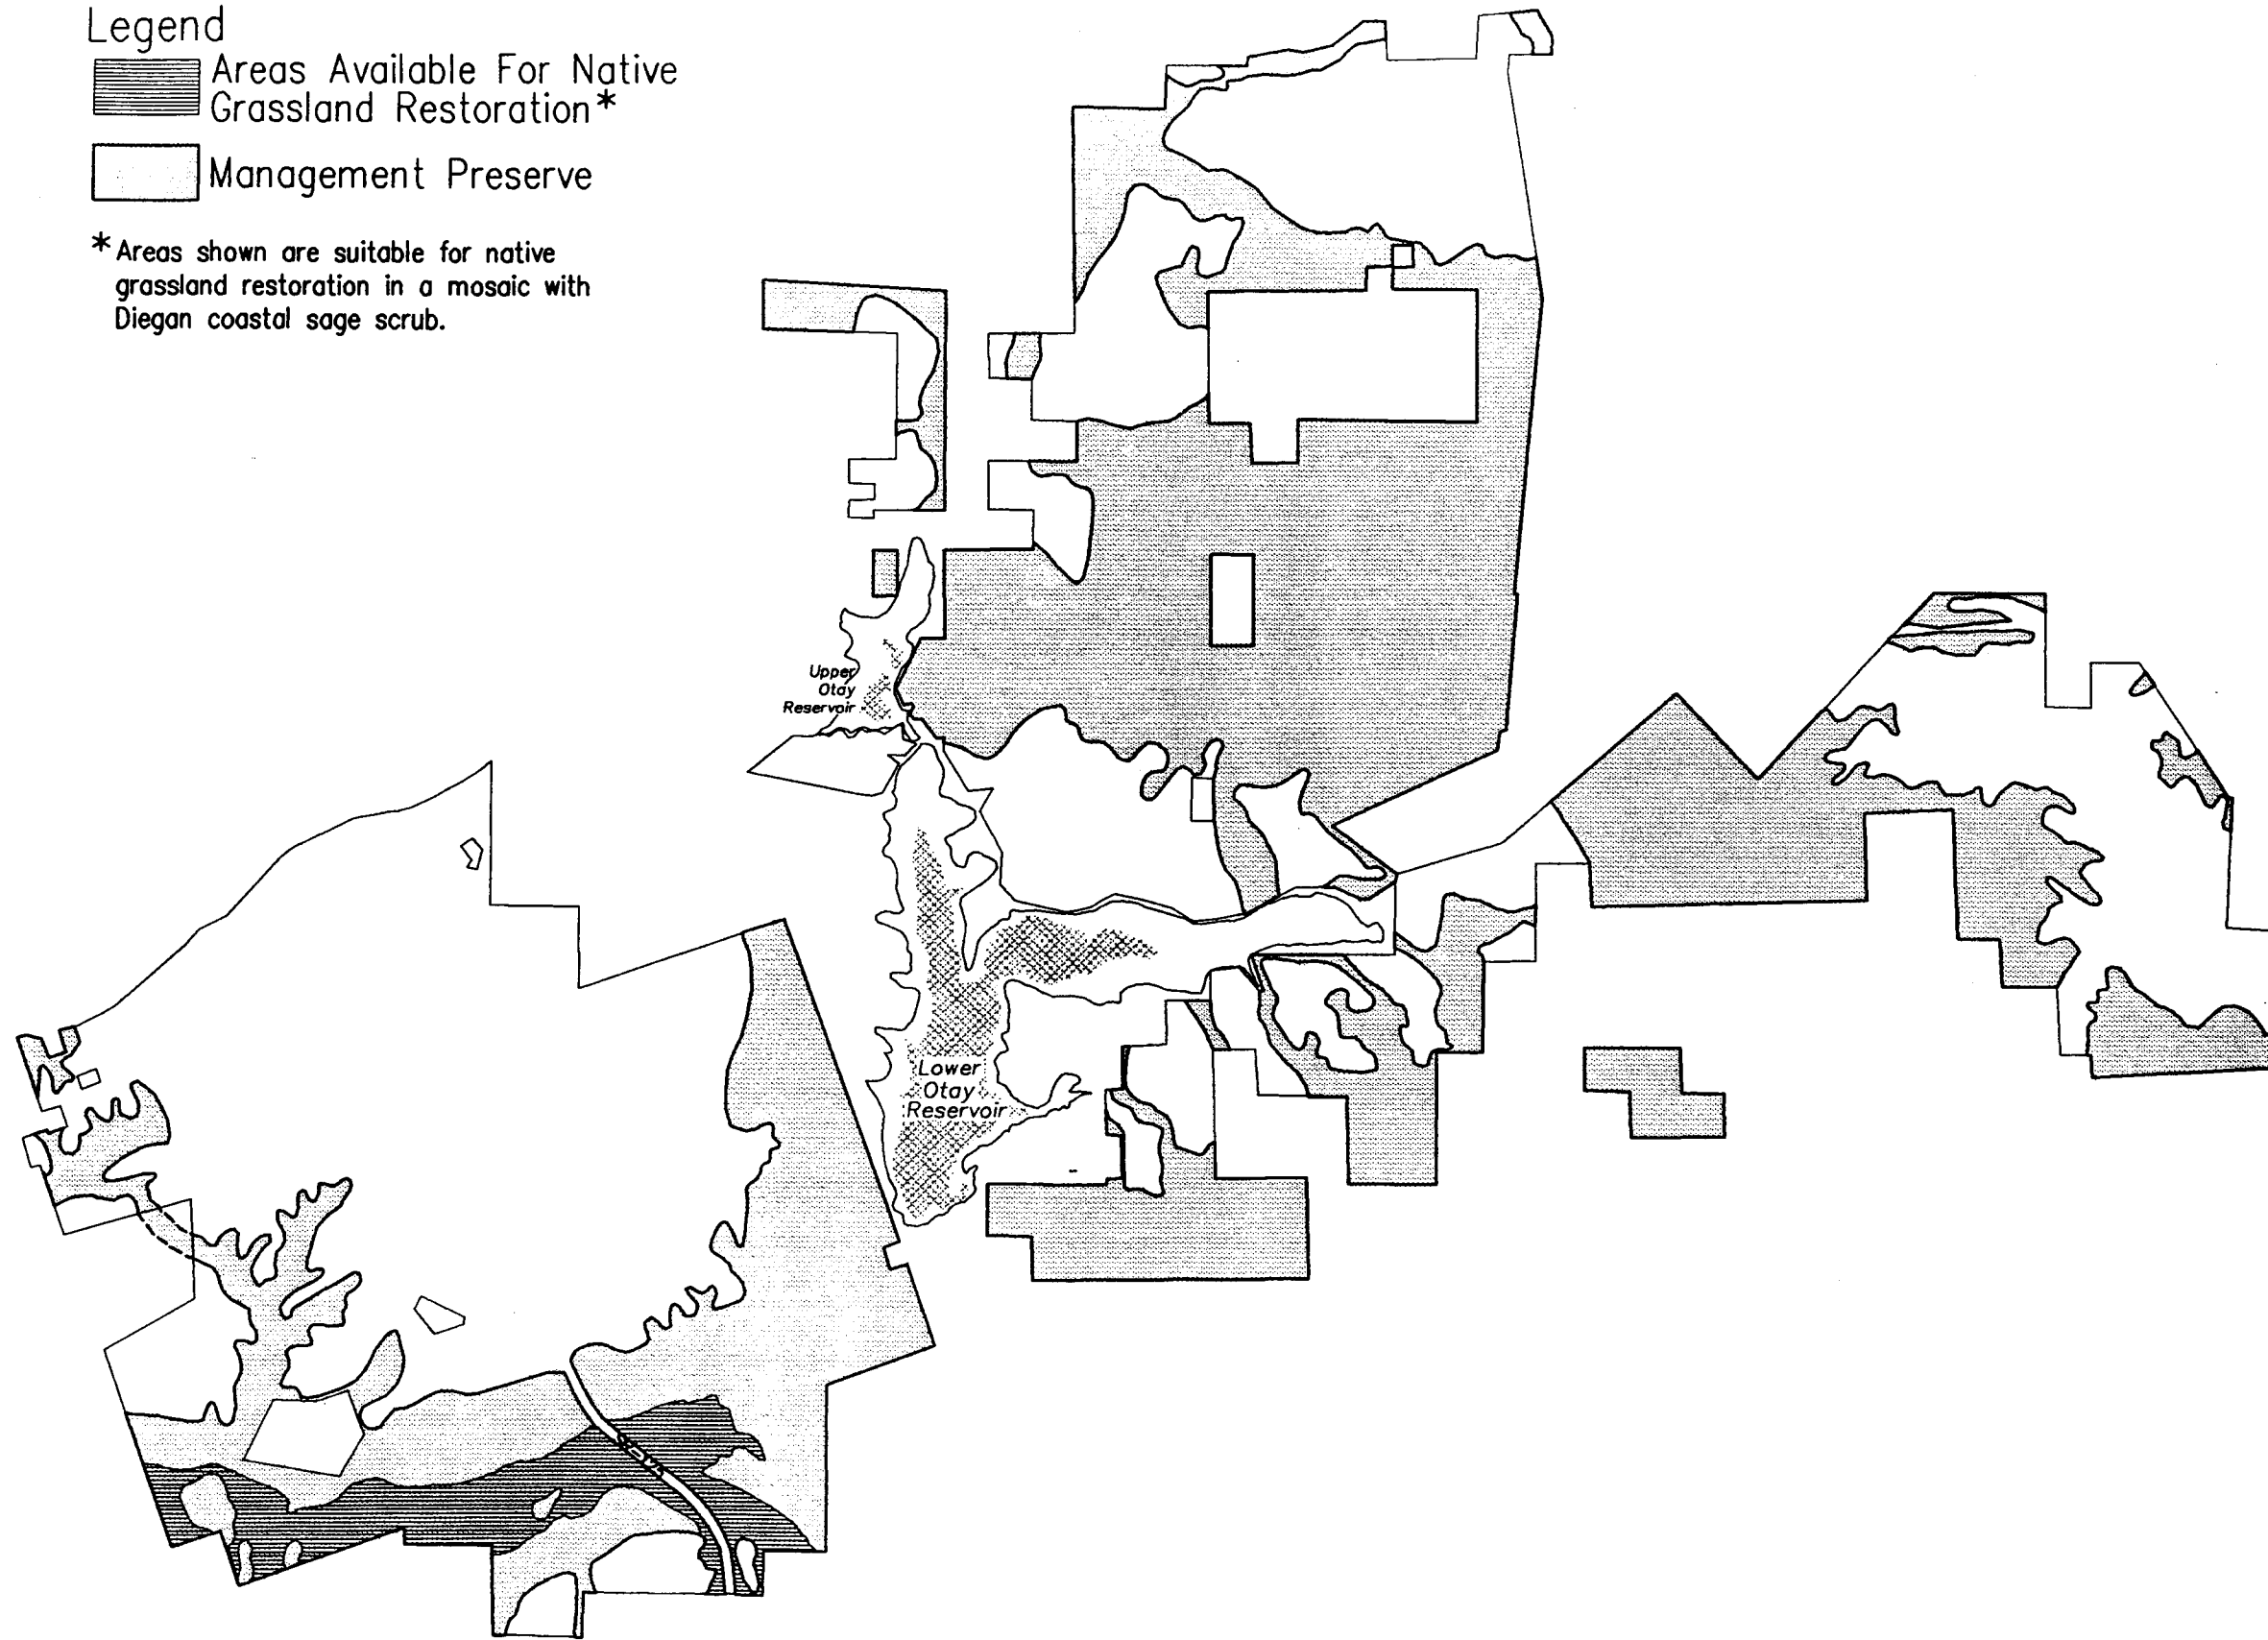 Legend
Areas Available For Native
Grassland Restoration*
Management Preserve
* Areas shown are suitable for native
grassland restoration in a mosaic with
Diegan coastal sage scrub.
Upper
Otay
Reservoir
Lower
Otay
Reservoir